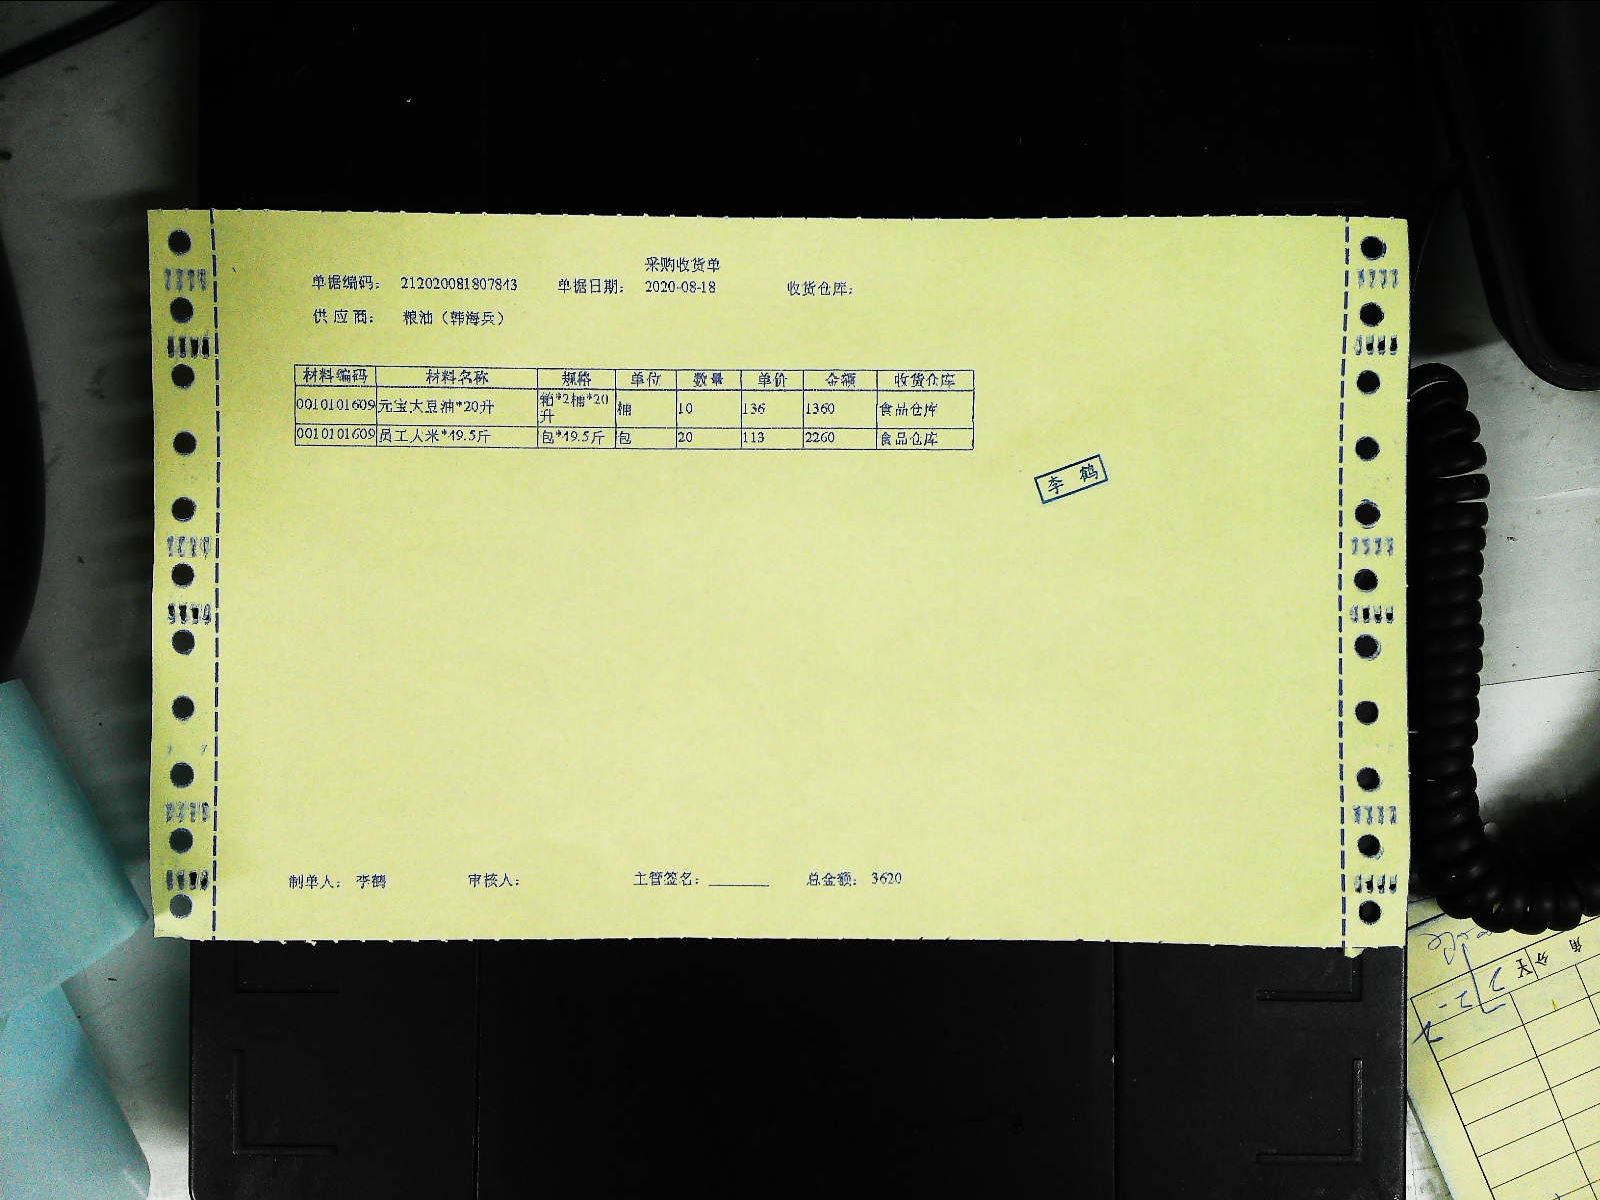 采购收货单
单据编码： 212020081807843 单据日期： 2020-08-18 收货仓库：
供 应 商： 粮油（韩海兵）
材料编码 材料名称 规格 单位 数量 单价 金额 收货仓库
0010101609 元宝大豆油*20升 箱*2桶*20升 桶 10 136 1360 食品仓库
0010101609 员工大米*49.5斤 包*49.5斤 包 20 113 2260 食品仓库
李 鹤
制单人： 李鹤 审核人： 主管签名： 总金额： 3620
角 分